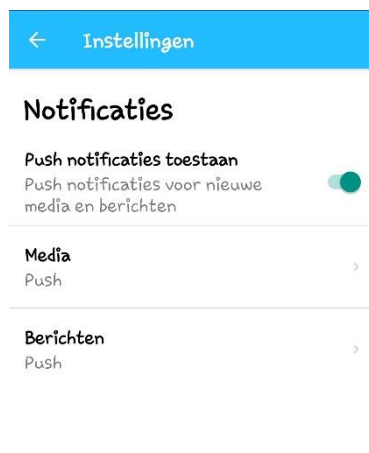 Instellingen
Notificaties
Push notificaties toestaan
Push notificaties voor nieuwe
media en berichten
Media
Push
Berichten
Push